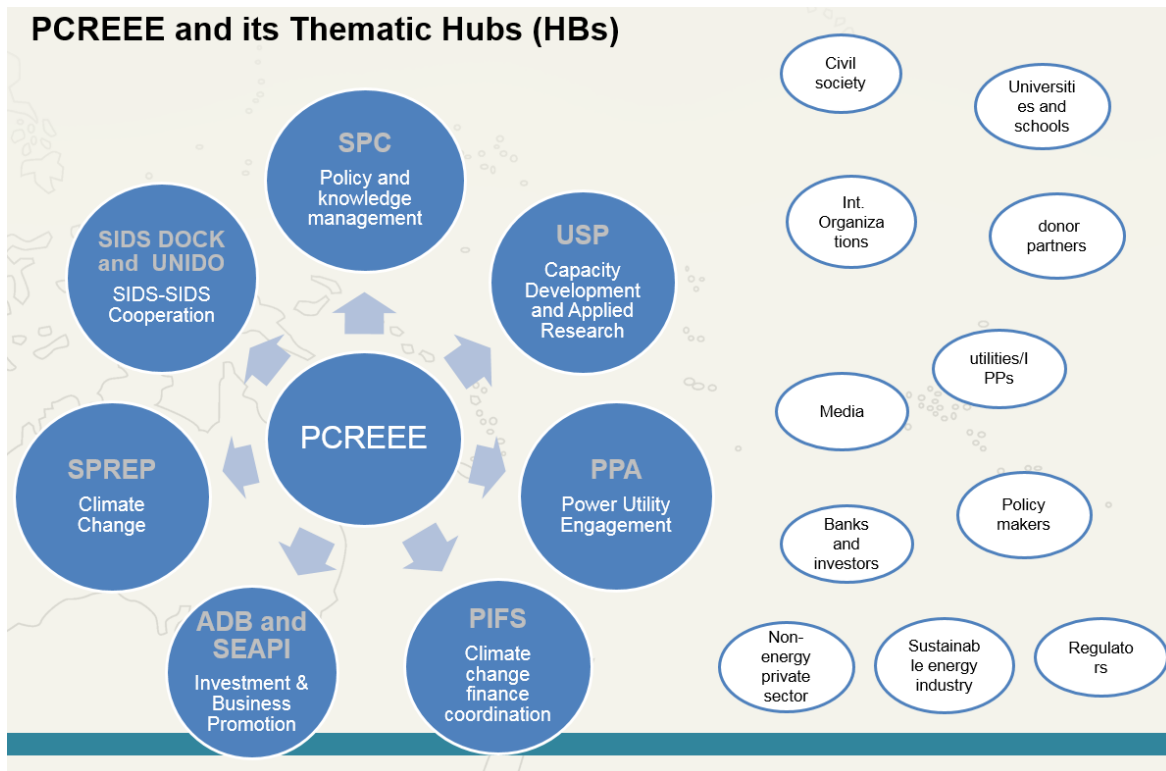 PCREEE and its Thematic Hubs (HBs)
SPC
Policy and
knowledge
management
USP
Capacity
Development
and Applied
Research
PPA
Power Utility
Engagement
PIFS
Climate
change
finance
coordination
ADB and
SEAPI
Investment &
Business
Promotion
SPREP
Climate
Change
SIDS DOCK
and UNIDO
SIDS-SIDS
Cooperation
PCREEE
Civil
society
Universiti
es and
schools
Int.
Organiza
tions
donor
partners
utilities/I
PPs
Media
Policy
makers
Banks
and
investors
Non-
energy
private
sector
Sustainab
le energy
industry
Regulato
rs